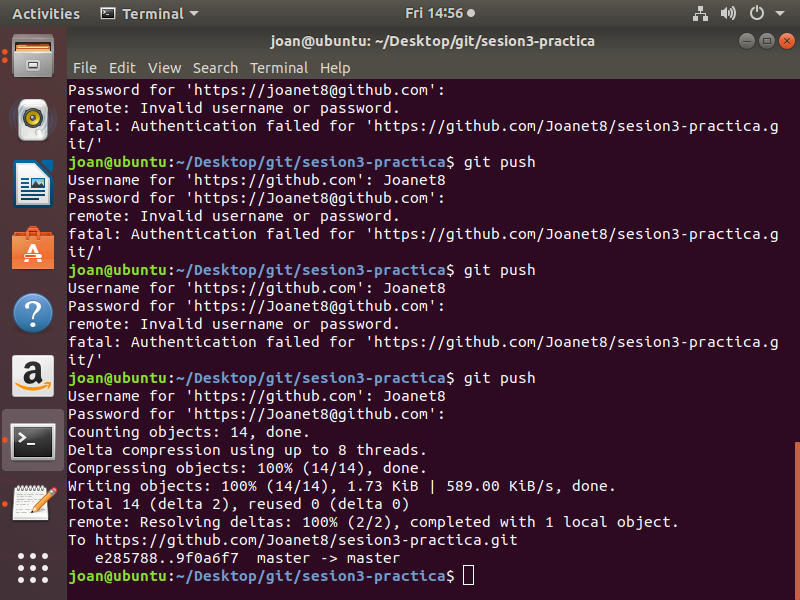 Activities Terminal Fri 14:56
joan@ubuntu: ~/Desktop/git/sesion3-practica
File Edit View Search Terminal Help
Password for 'https://joanet8@github.com':
remote: Invalid username or password.
fatal: Authentication failed for 'https://github.com/Joanet8/sesion3-practica.g
it/'
joan@ubuntu:~/Desktop/git/sesion3-practica$ git push
Username for 'https://github.com': Joanet8
Password for 'https://Joanet8@github.com':
remote: Invalid username or password.
fatal: Authentication failed for 'https://github.com/Joanet8/sesion3-practica.g
it/'
joan@ubuntu:~/Desktop/git/sesion3-practica$ git push
Username for 'https://github.com': Joanet8
Password for 'https://Joanet8@github.com':
remote: Invalid username or password.
fatal: Authentication failed for 'https://github.com/Joanet8/sesion3-practica.g
it/'
joan@ubuntu:~/Desktop/git/sesion3-practica$ git push
Username for 'https://github.com': Joanet8
Password for 'https://Joanet8@github.com':
Counting objects: 14, done.
Delta compression using up to 8 threads.
Compressing objects: 100% (14/14), done.
Writing objects: 100% (14/14), 1.73 KiB | 589.00 KiB/s, done.
Total 14 (delta 2), reused 0 (delta 0)
remote: Resolving deltas: 100% (2/2), completed with 1 local object.
To https://github.com/Joanet8/sesion3-practica.git
   e285788..9f0a6f7  master -> master
joan@ubuntu:~/Desktop/git/sesion3-practica$